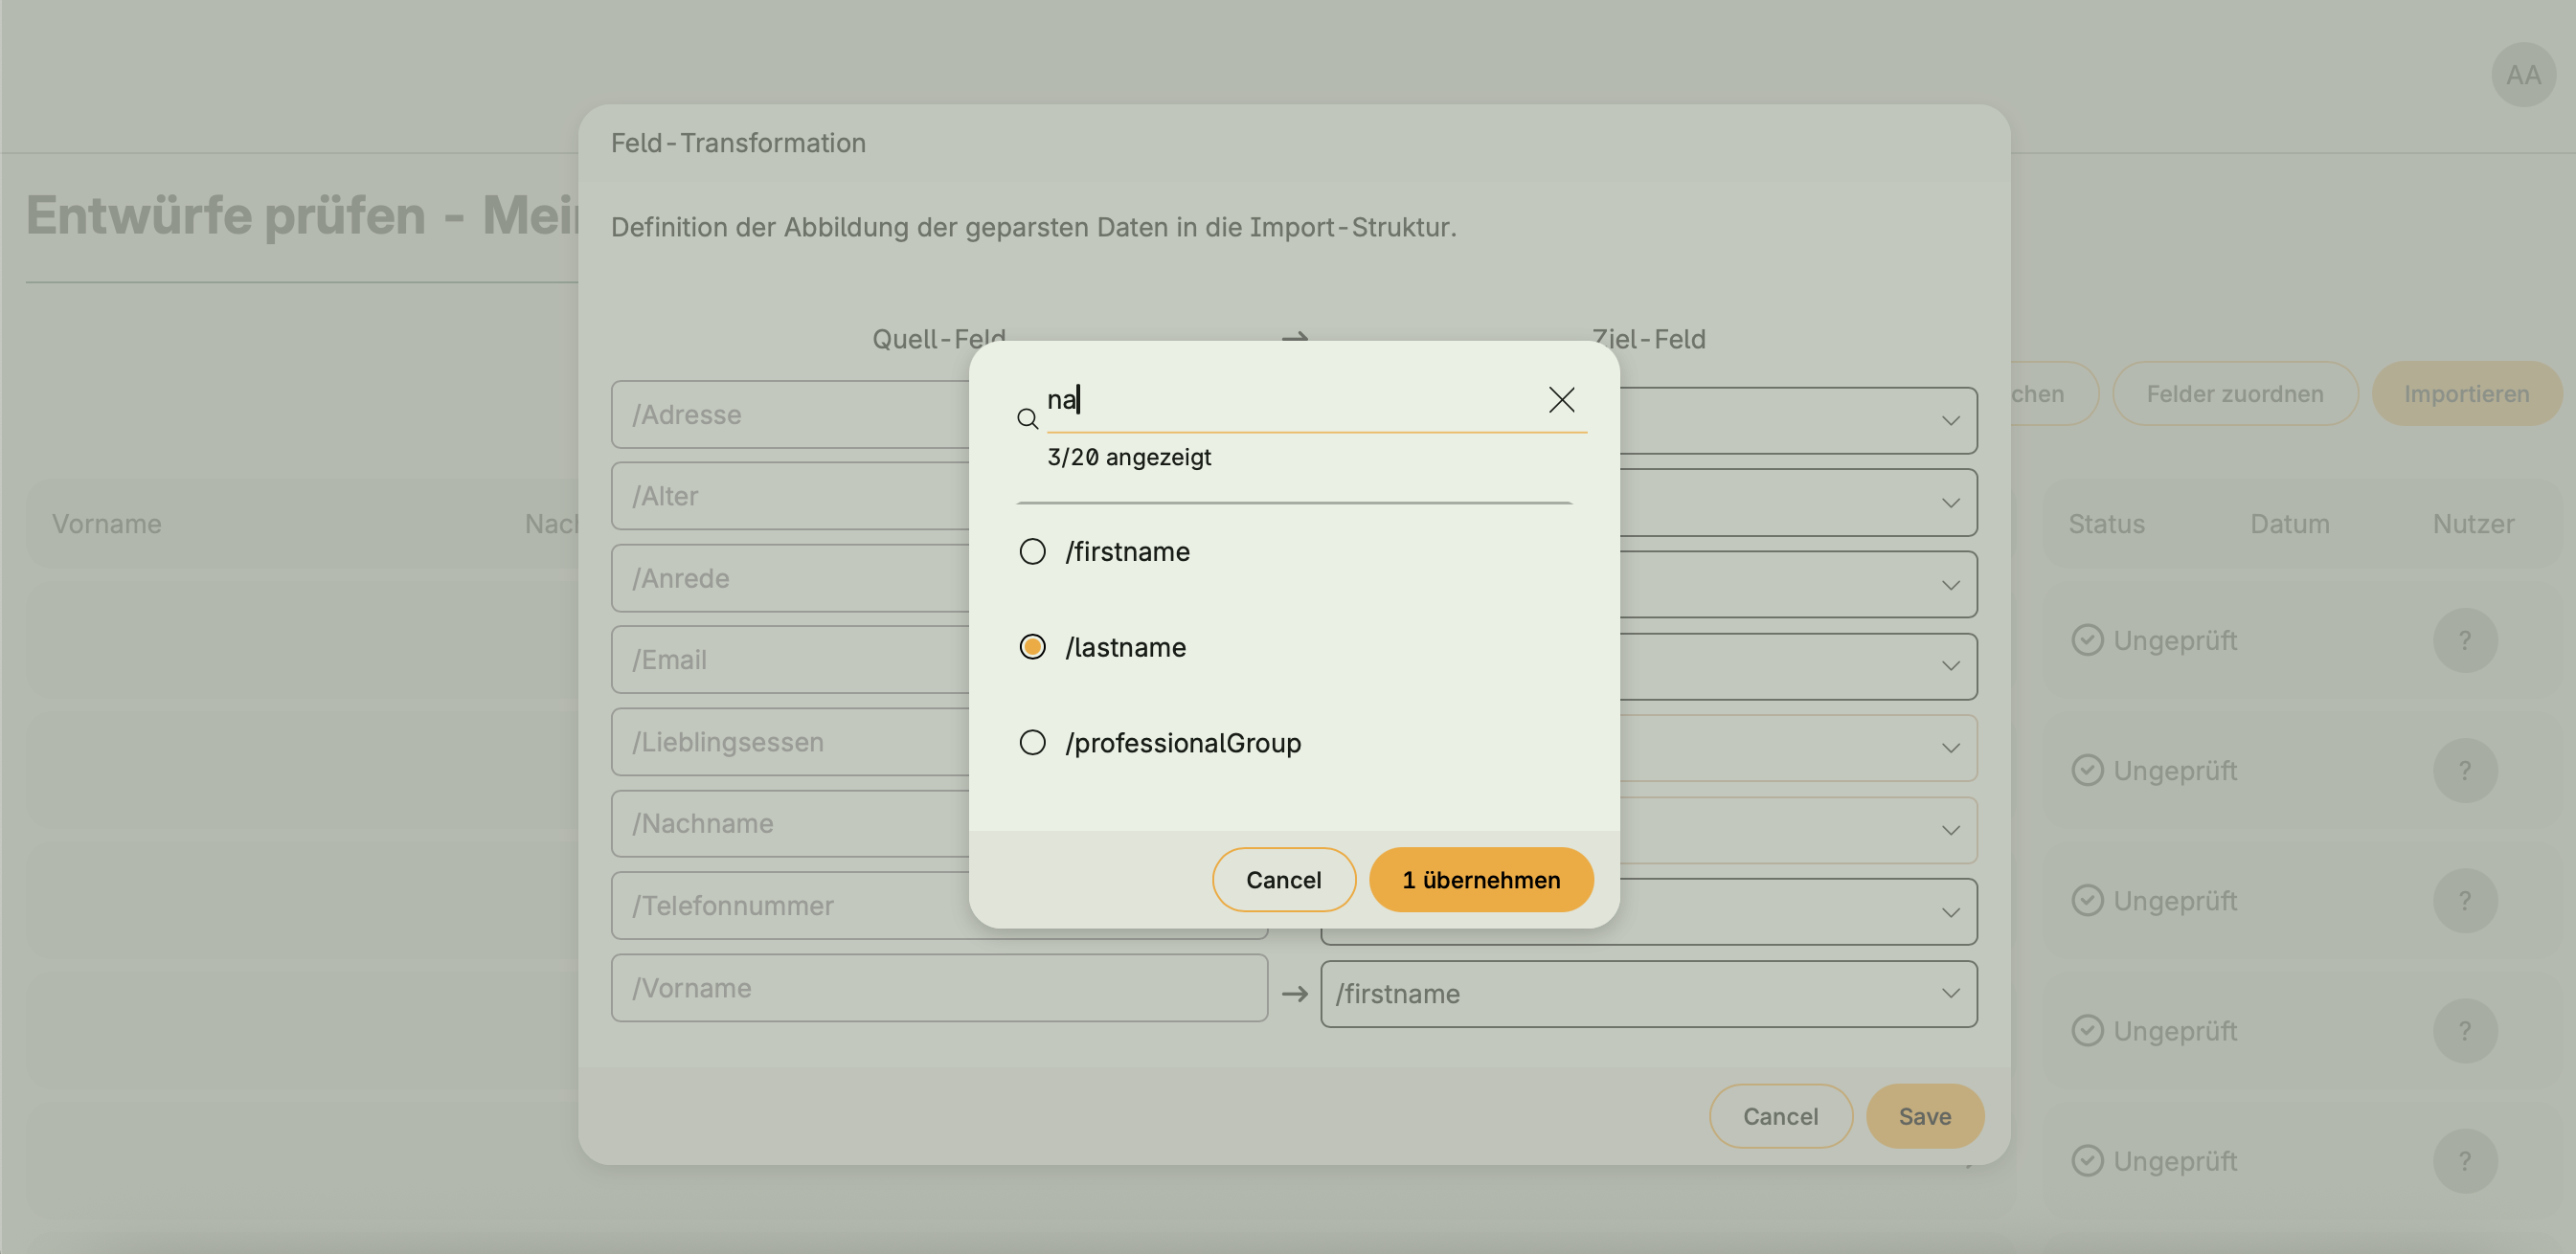 AA
Feld-Transformation
Entwürfe prüfen - Mei
Definition der Abbildung der geparsten Daten in die Import-Struktur.
Quell-Feld → Ziel-Feld
chen Felder zuordnen Importieren
na
3/20 angezeigt
/firstname
/lastname
/professionalGroup
Cancel 1 übernehmen
/Adresse
/Alter
/Anrede
/Email
/Lieblingsessen
/Nachname
/Telefonnummer
/Vorname → /firstname
Cancel Save
Vorname Nach Status Datum Nutzer
Ungeprüft ?
Ungeprüft ?
Ungeprüft ?
Ungeprüft ?
Ungeprüft ?